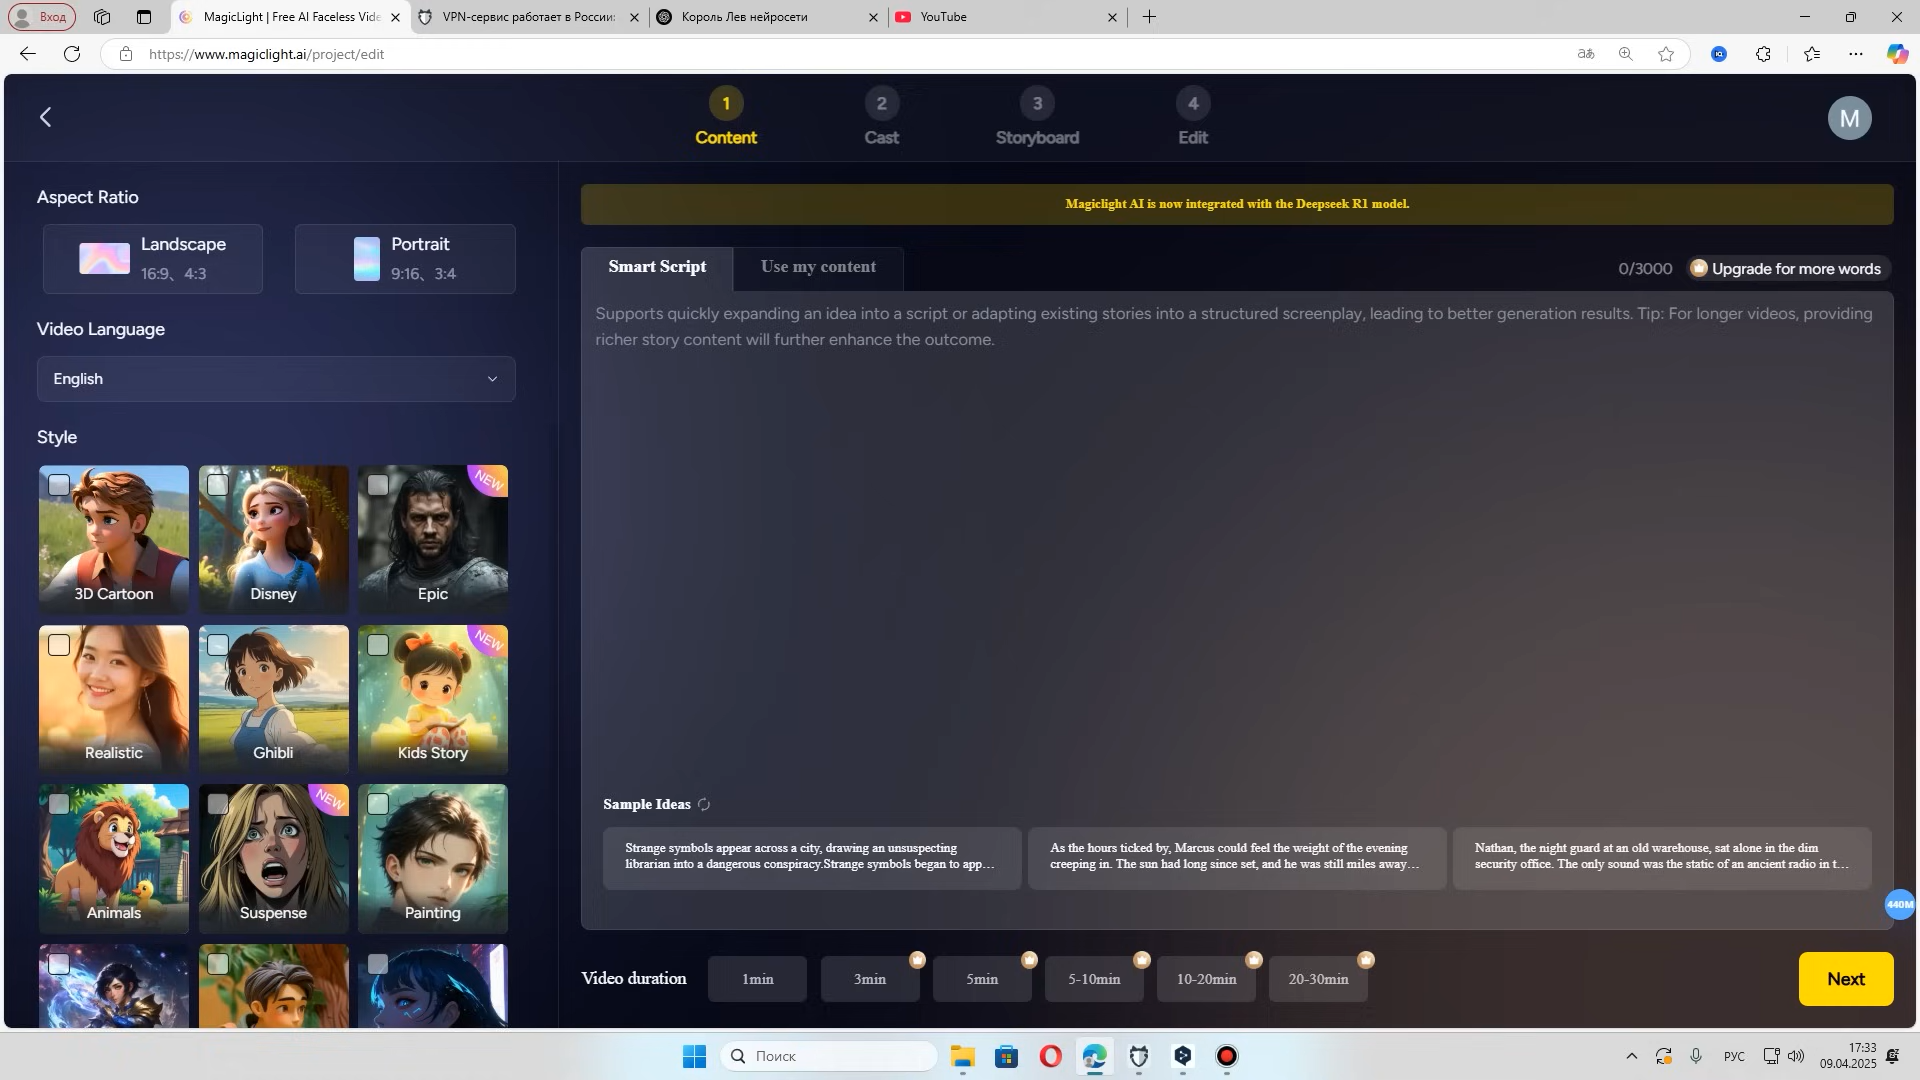 Вход
MagicLight | Free AI Faceless Vide
VPN-сервис работает в России:
Король Лев нейросети
YouTube
https://www.magiclight.ai/project/edit
1
Content
2
Cast
3
Storyboard
4
Edit
M
Aspect Ratio
Landscape
16:9、4:3
Portrait
9:16、3:4
Video Language
English
Style
3D Cartoon
Disney
NEW
Epic
Realistic
Ghibli
NEW
Kids Story
Animals
NEW
Suspense
Painting
Magiclight AI is now integrated with the Deepseek R1 model.
Smart Script
Use my content
0/3000
Upgrade for more words
Supports quickly expanding an idea into a script or adapting existing stories into a structured screenplay, leading to better generation results. Tip: For longer videos, providing
richer story content will further enhance the outcome.
Sample Ideas
Strange symbols appear across a city, drawing an unsuspecting
librarian into a dangerous conspiracy.Strange symbols began to app…
As the hours ticked by, Marcus could feel the weight of the evening
creeping in. The sun had long since set, and he was still miles away…
Nathan, the night guard at an old warehouse, sat alone in the dim
security office. The only sound was the static of an ancient radio in t…
440M
Video duration
1min
3min
5min
5-10min
10-20min
20-30min
Next
Поиск
РУС
17:33
09.04.2025